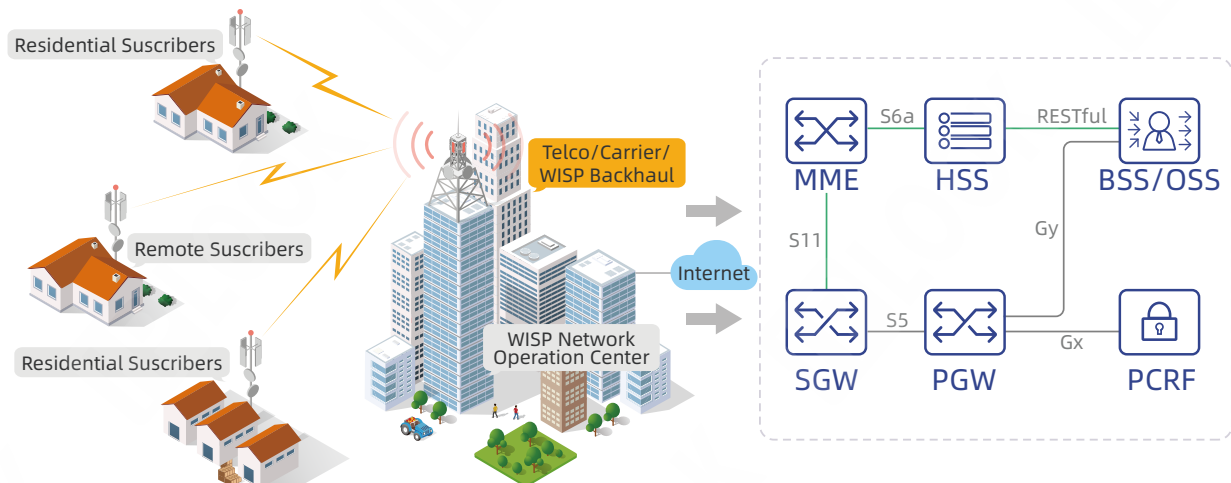 Residential Suscribers
Remote Suscribers
Residential Suscribers
Telco/Carrier/
WISP Backhaul
Internet
WISP Network
Operation Center
S6a
RESTful
MME
HSS
BSS/OSS
S11
Gy
S5
Gx
SGW
PGW
PCRF